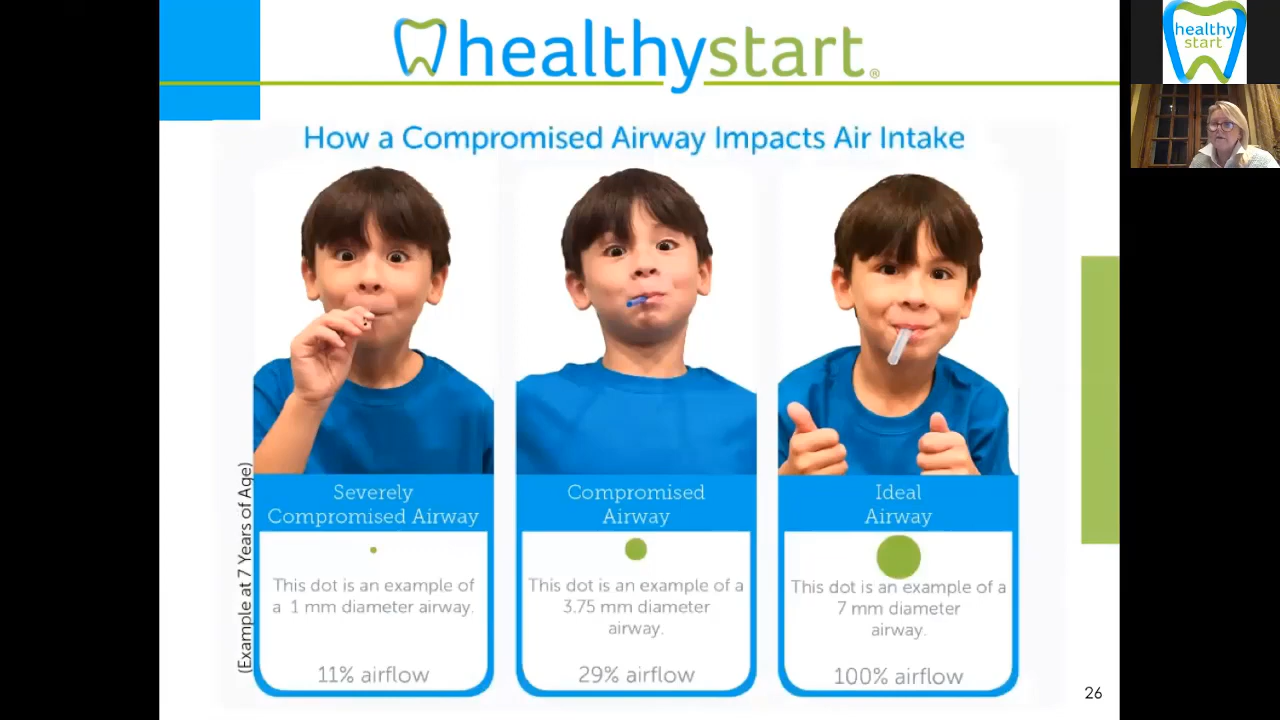 healthystart®
healthy
start
How a Compromised Airway Impacts Air Intake
(Example at 7 Years of Age)
Severely
Compromised Airway
This dot is an example of
a 1 mm diameter airway.
11% airflow
Compromised
Airway
This dot is an example of a
3.75 mm diameter
airway.
29% airflow
Ideal
Airway
This dot is an example of a
7 mm diameter
airway.
100% airflow
26